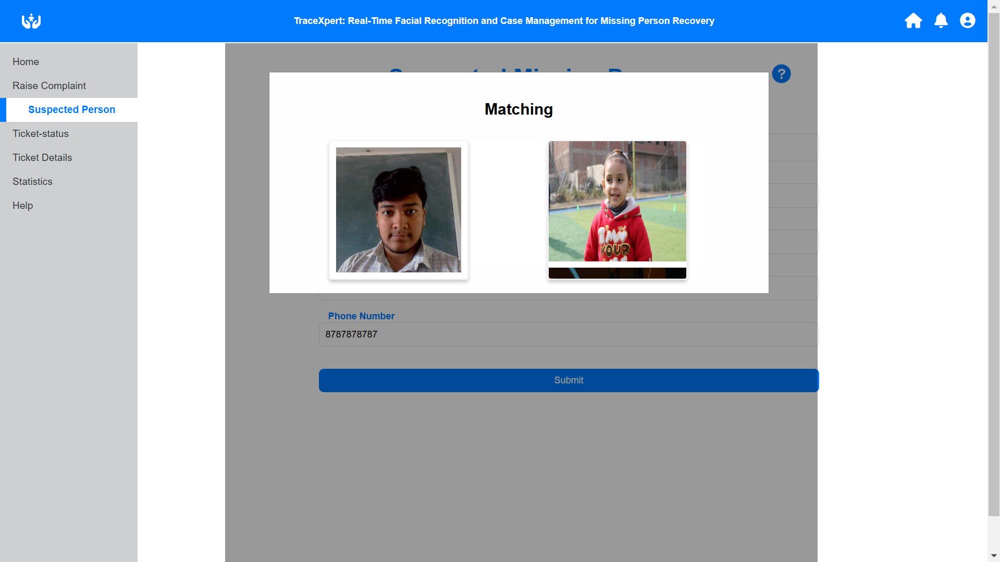 TraceXpert: Real-Time Facial Recognition and Case Management for Missing Person Recovery
Home
Raise Complaint
Suspected Person
Ticket-status
Ticket Details
Statistics
Help
?
Matching
I'M
YOUR
Phone Number
8787878787
Submit